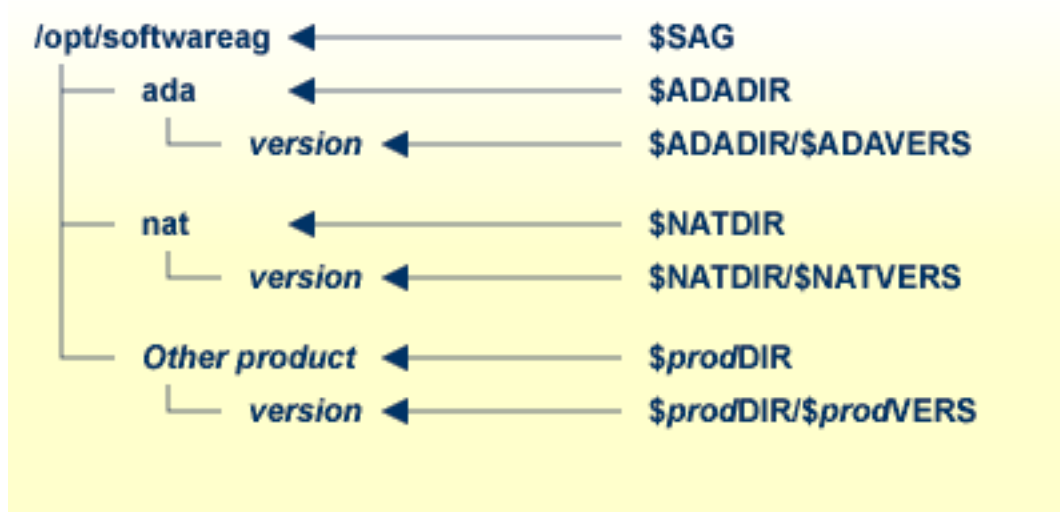 /opt/softwareag $SAG
ada $ADADIR
version $ADADIR/$ADAVERS
nat $NATDIR
version $NATDIR/$NATVERS
Other product $prodDIR
version $prodDIR/$prodVERS